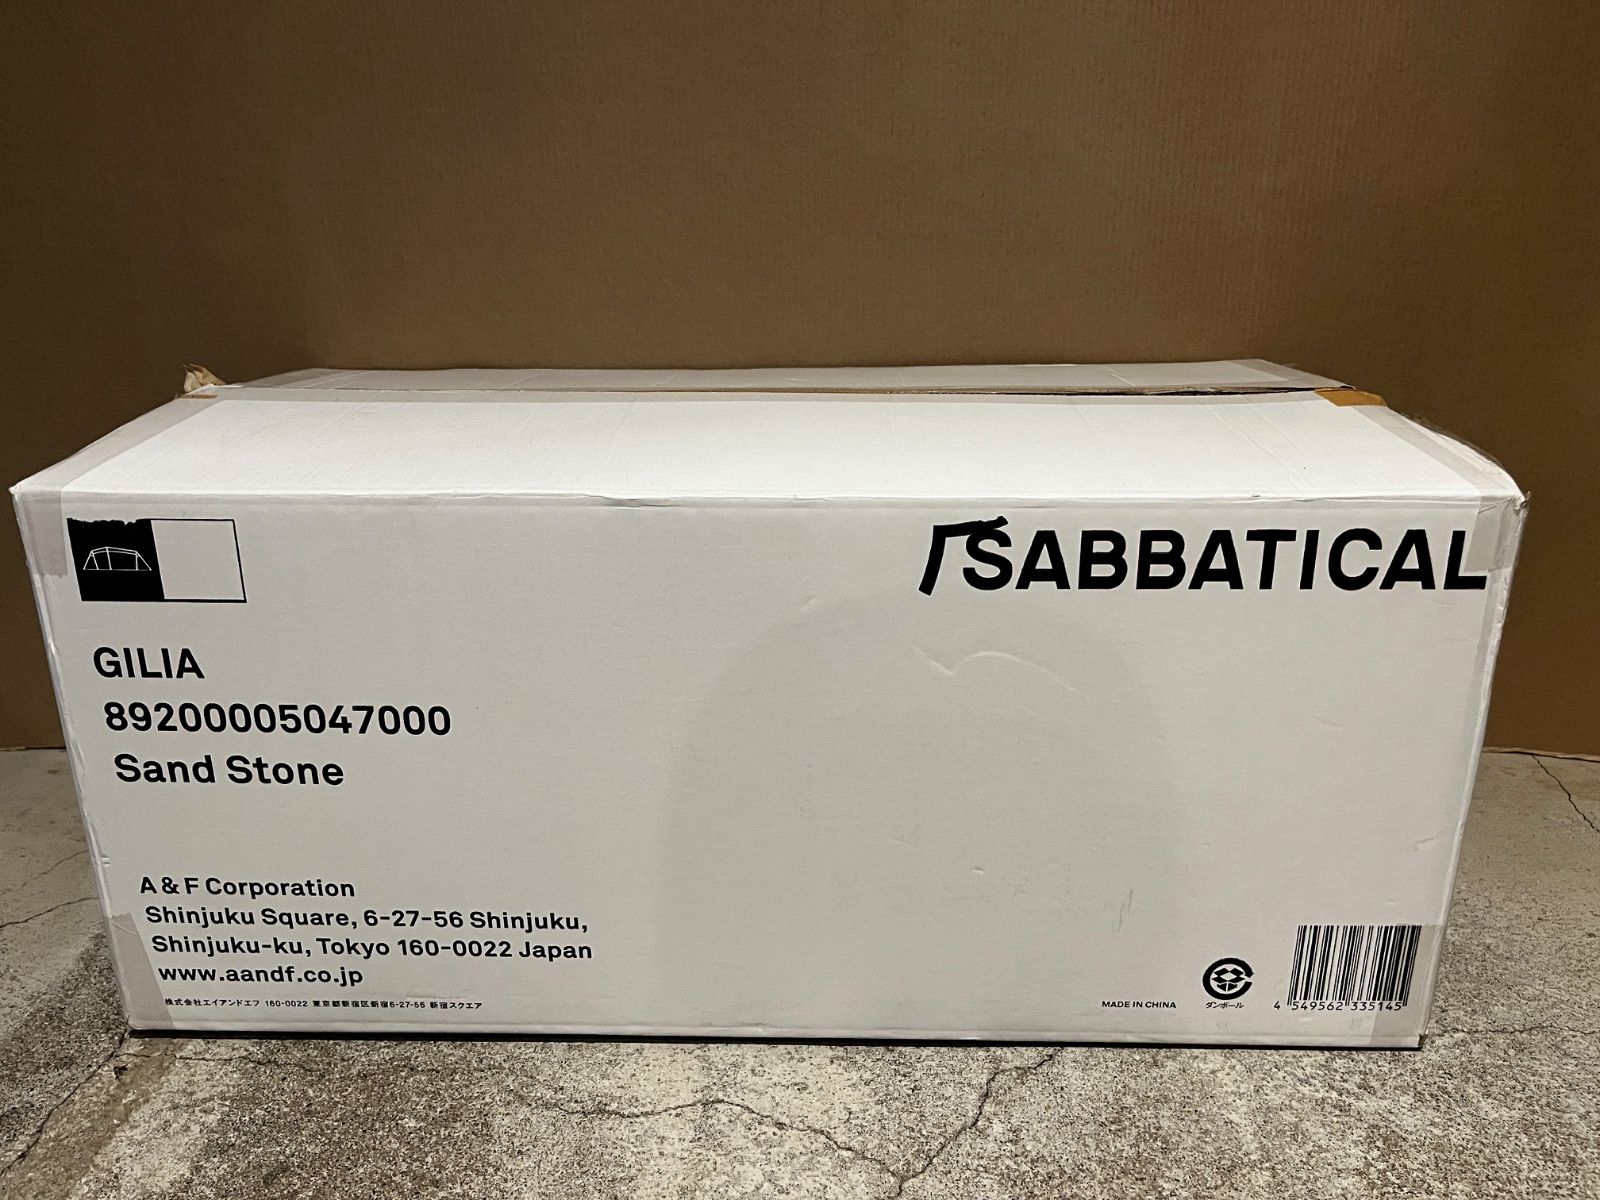 SABBATICAL
GILIA
89200005047000
Sand Stone
A & F Corporation
Shinjuku Square, 6-27-56 Shinjuku,
Shinjuku-ku, Tokyo 160-0022 Japan
www.aandf.co.jp
株式会社エイアンドエフ 160-0022 東京都新宿区新宿6-27-56 新宿スクエア
MADE IN CHINA
ダンボール
4 549562 335145